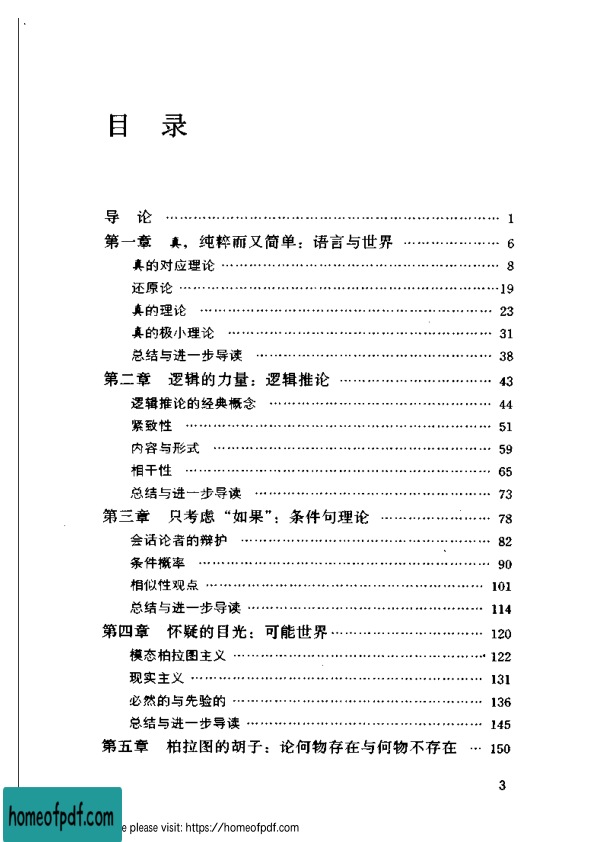 目 录
导 论 …… 1
第一章 真，纯粹而又简单：语言与世界 …… 6
真的对应理论 …… 8
还原论 …… 19
真的理论 …… 23
真的极小理论 …… 31
总结与进一步导读 …… 38
第二章 逻辑的力量：逻辑推论 …… 43
逻辑推论的经典概念 …… 44
紧致性 …… 51
内容与形式 …… 59
相干性 …… 65
总结与进一步导读 …… 73
第三章 只考虑“如果”：条件句理论 …… 78
会话论者的辩护 …… 82
条件概率 …… 90
相似性观点 …… 101
总结与进一步导读 …… 114
第四章 怀疑的目光：可能世界 …… 120
模态柏拉图主义 …… 122
现实主义 …… 131
必然的与先验的 …… 136
总结与进一步导读 …… 145
第五章 柏拉图的胡子：论何物存在与何物不存在 … 150
3
homeofpdf.com
e please visit: https://homeofpdf.com